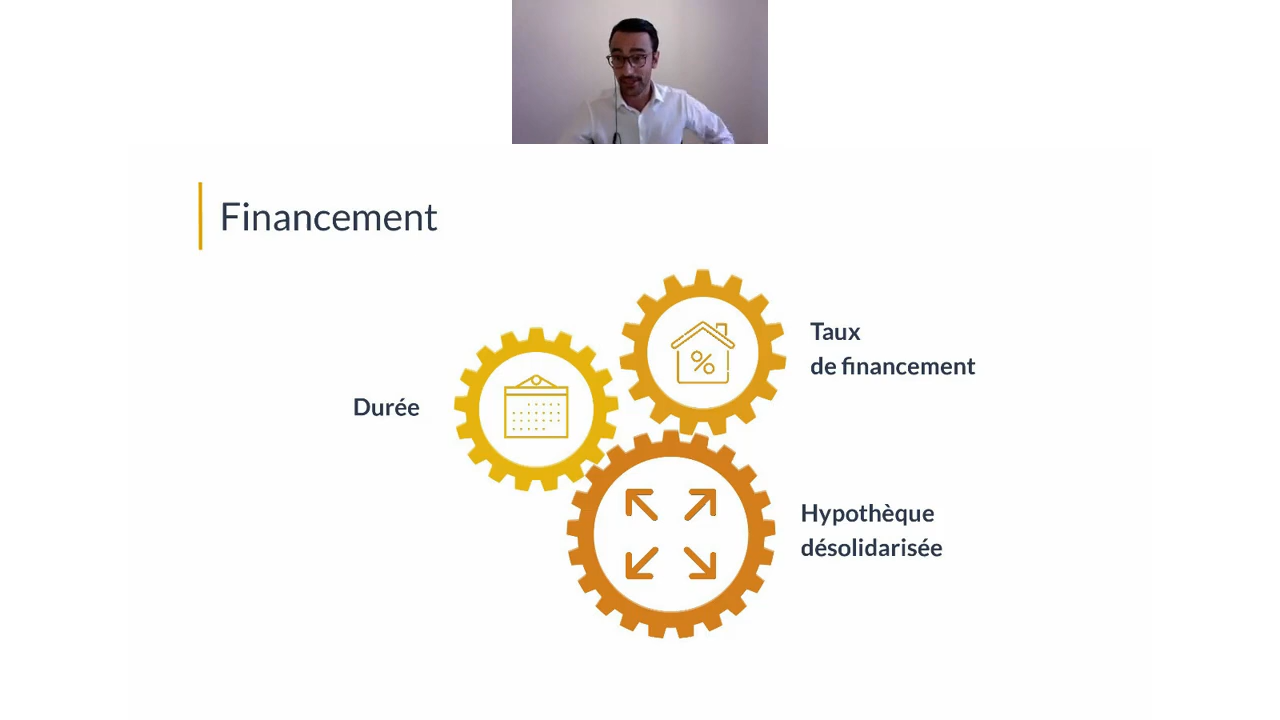 Financement
Taux
de financement
Durée
Hypothèque
désolidarisée